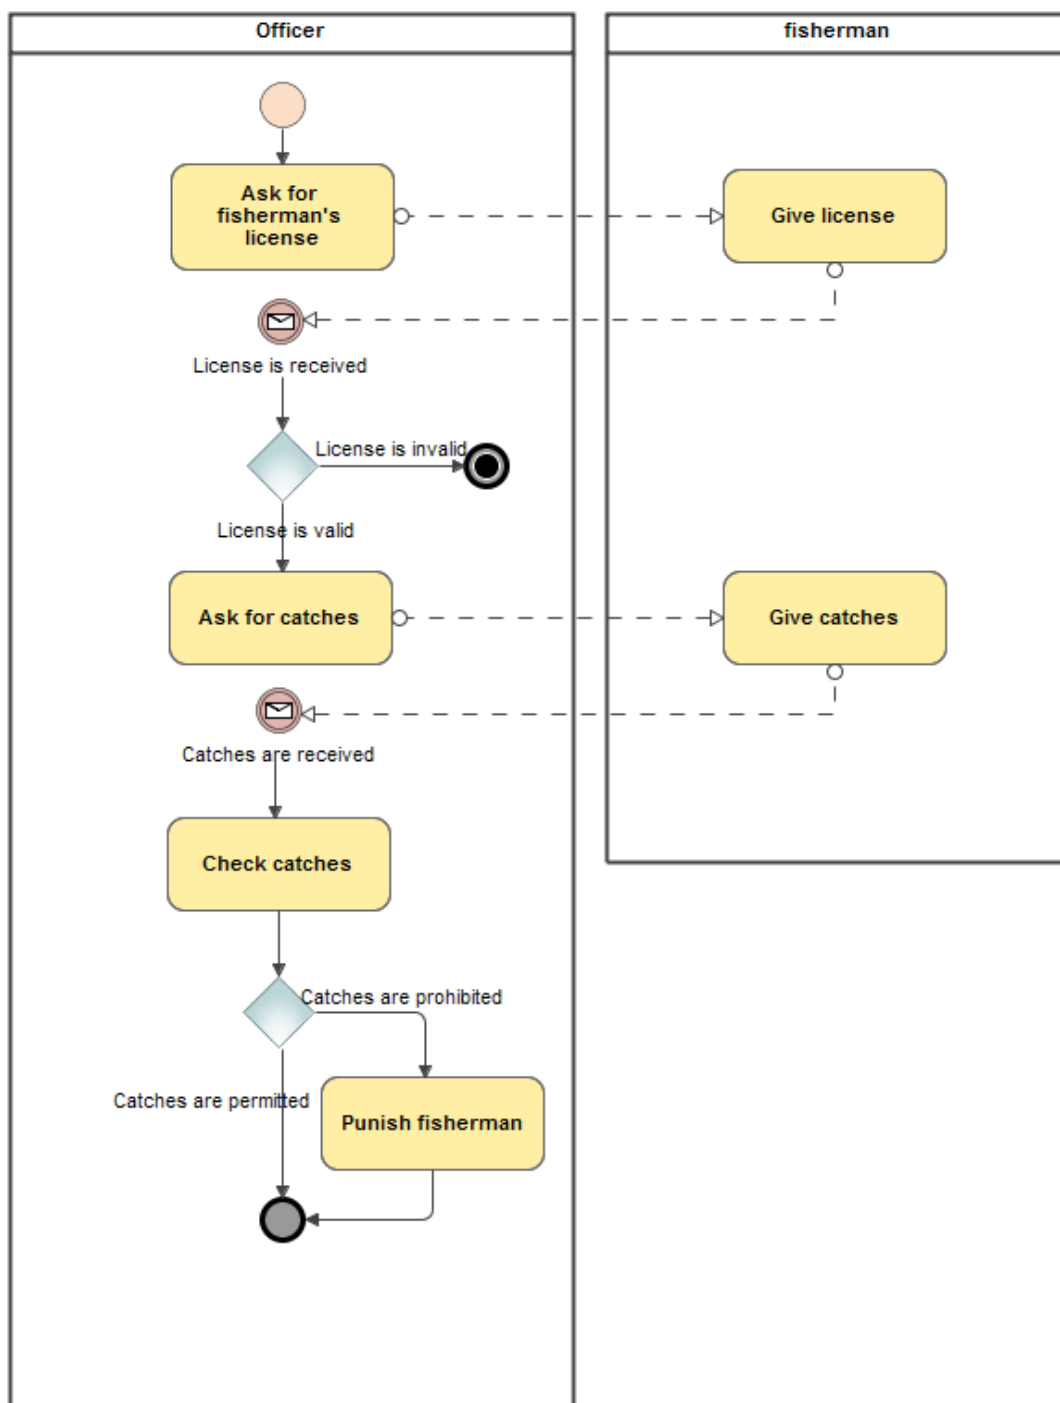 Officer
fisherman
Ask for
fisherman's
license
Give license
License is received
License is invalid
License is valid
Ask for catches
Give catches
Catches are received
Check catches
Catches are prohibited
Catches are permitted
Punish fisherman